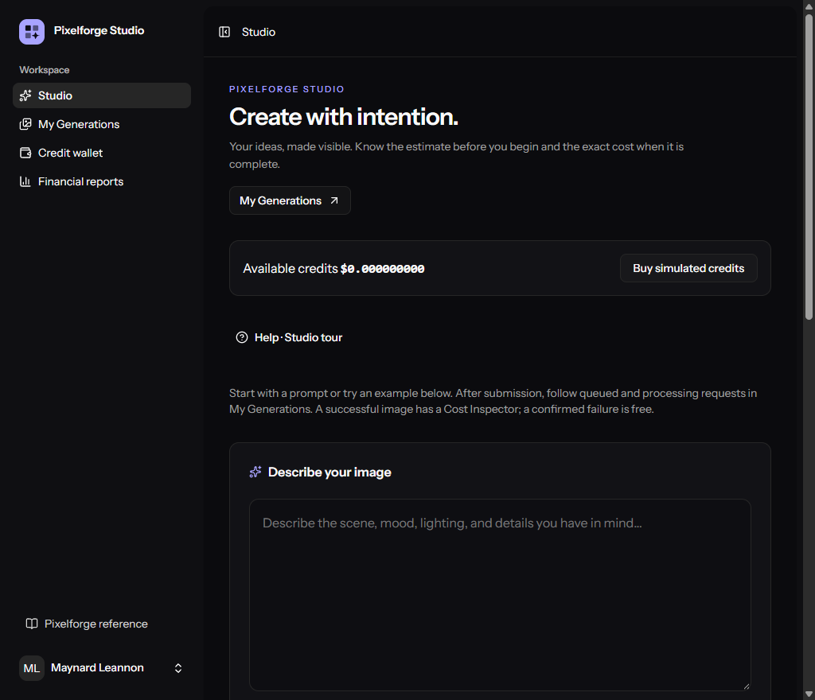 Pixelforge Studio
Workspace
Studio
My Generations
Credit wallet
Financial reports
Pixelforge reference
ML Maynard Leannon
Studio
PIXELFORGE STUDIO
Create with intention.
Your ideas, made visible. Know the estimate before you begin and the exact cost when it is
complete.
My Generations
Available credits $0.000000000
Buy simulated credits
Help · Studio tour
Start with a prompt or try an example below. After submission, follow queued and processing requests in
My Generations. A successful image has a Cost Inspector; a confirmed failure is free.
Describe your image
Describe the scene, mood, lighting, and details you have in mind...